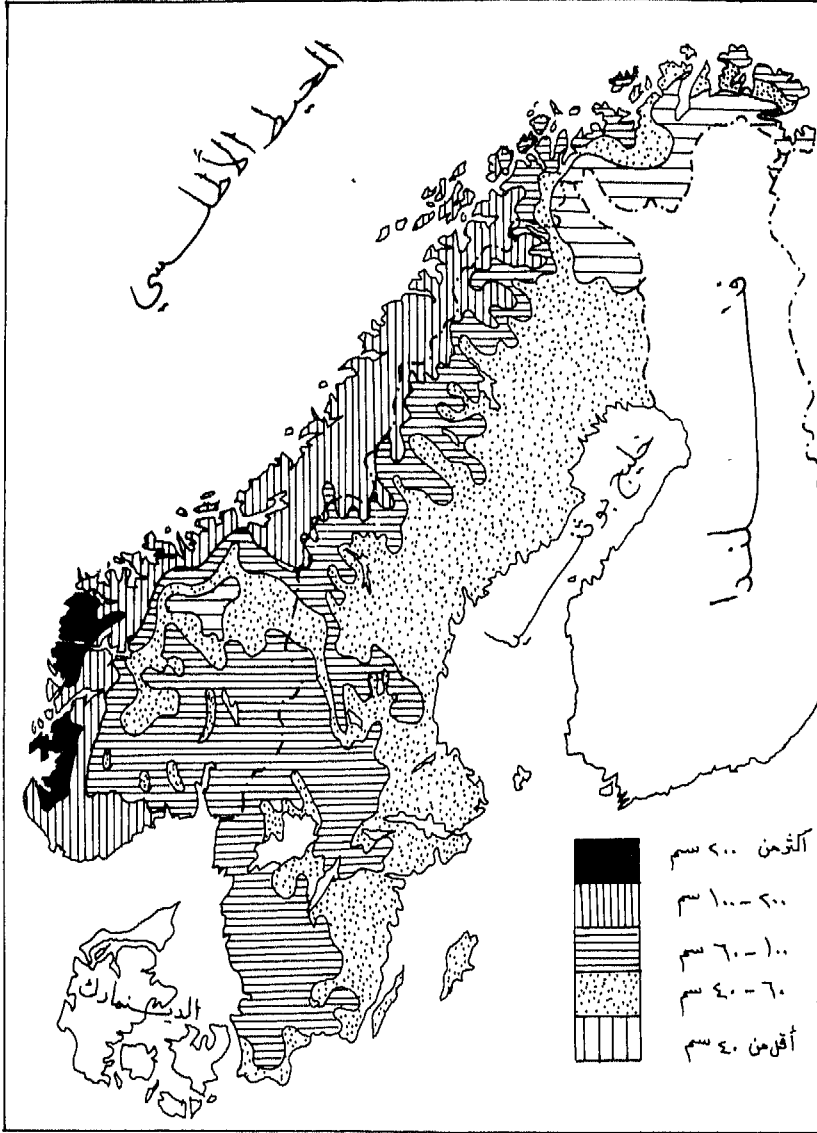 المحيط الأطلسي
فنلندا
خليج بوثنيا
الدينمارك
أكثر من ٢٠٠ سم
٢٠٠ - ١٠٠ سم
١٠٠ - ٦٠ سم
٦٠ - ٤٠ سم
أقل من ٤٠ سم